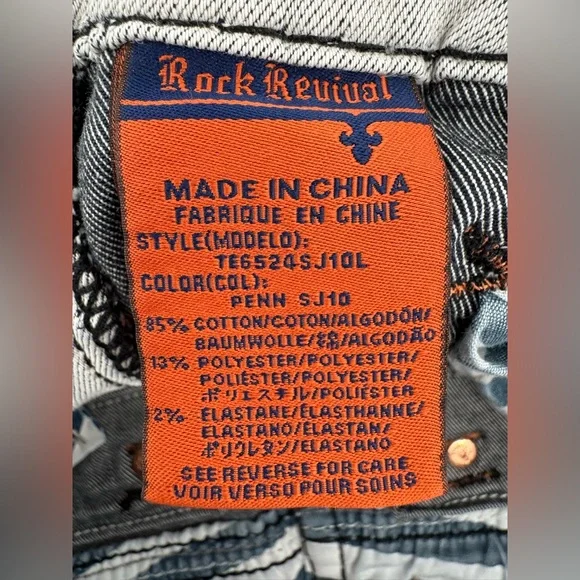 Rock Revival
MADE IN CHINA
FABRIQUE EN CHINE
STYLE(MODELO):
TE6524SJ10L
COLOR(COL):
PENN SJ10
85% COTTON/COTON/ALGODÓN/
BAUMWOLLE/綿/ALGODÃO
13% POLYESTER/POLYESTER/
POLIÉSTER/POLYESTER/
ポリエステル/POLIÉSTER
2% ELASTANE/ÉLASTHANNE/
ELASTANO/ELASTAN/
ポリウレタン/ELASTANO
SEE REVERSE FOR CARE
VOIR VERSO POUR SOINS